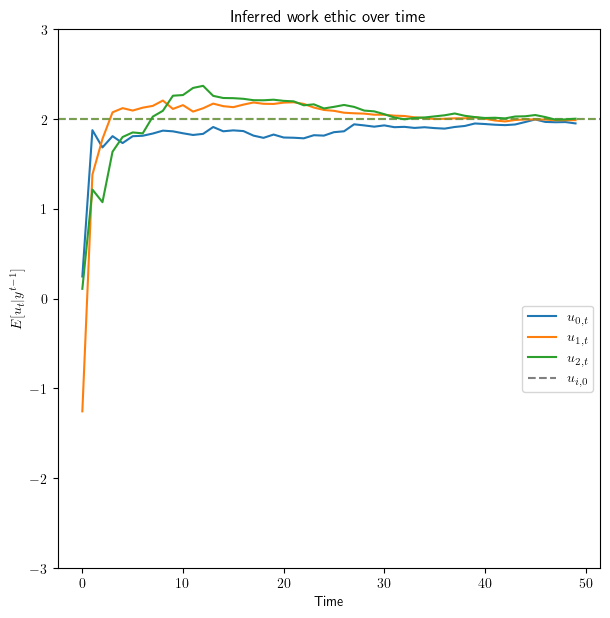 Inferred work ethic over time
3
2
1
0
−1
−2
−3
E[u_t|y^{t−1}]
u_{0,t}
u_{1,t}
u_{2,t}
u_{i,0}
0 10 20 30 40 50
Time